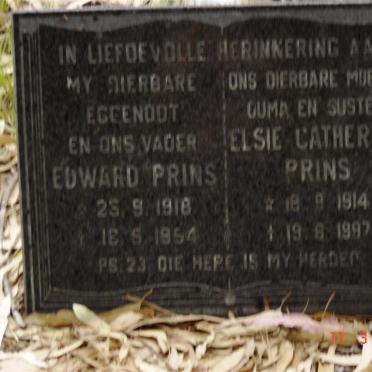 IN LIEFDEVOLLE HERINNERING AA
MY DIERBARE
EGGENOOT
EN ONS VADER
EDWARD PRINS
25.9.1918
† 16.5.1954
ONS DIERBARE MOE
OUMA EN SUSTE
ELSIE CATHER
PRINS
☆ 18.9.1914
† 19.6.1997
PS.23. DIE HERE IS MY HERDER